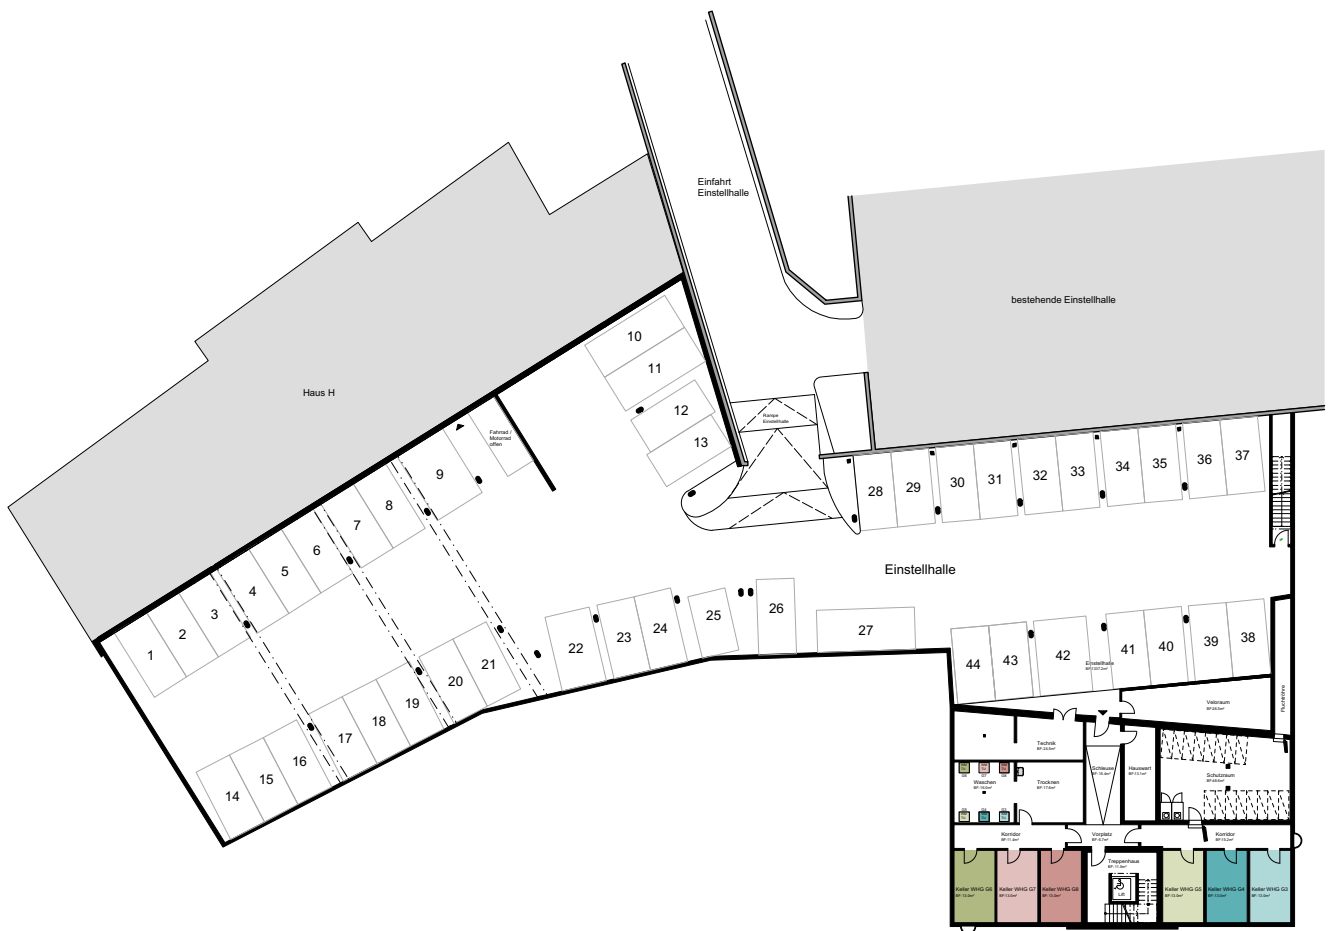 Einfahrt
Einstellhalle
bestehende Einstellhalle
Haus H
10
11
12
13
Rampe
Einstellhalle
Fahrrad /
Motorrad
offen
9
8
7
6
5
4
3
2
1
28
29
30
31
32
33
34
35
36
37
Einstellhalle
14
15
16
17
18
19
20
21
22
23
24
25
26
27
44
43
42
41
40
39
38
Einstellhalle
Fluchtröhre
Veloraum
Technik
Schleuse
Hauswart
Schutzraum
Waschen
Trocknen
Korridor
Vorplatz
Korridor
Treppenhaus
Lift
Keller WHG G6
Keller WHG G7
Keller WHG G8
Keller WHG G5
Keller WHG G4
Keller WHG G3